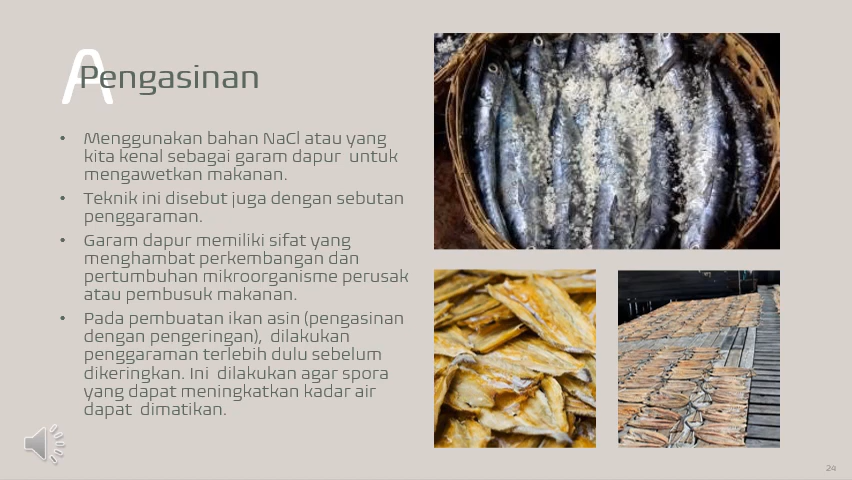 A
Pengasinan
• Menggunakan bahan NaCl atau yang
kita kenal sebagai garam dapur untuk
mengawetkan makanan.
• Teknik ini disebut juga dengan sebutan
penggaraman.
• Garam dapur memiliki sifat yang
menghambat perkembangan dan
pertumbuhan mikroorganisme perusak
atau pembusuk makanan.
• Pada pembuatan ikan asin (pengasinan
dengan pengeringan), dilakukan
penggaraman terlebih dulu sebelum
dikeringkan. Ini dilakukan agar spora
yang dapat meningkatkan kadar air
dapat dimatikan.
24